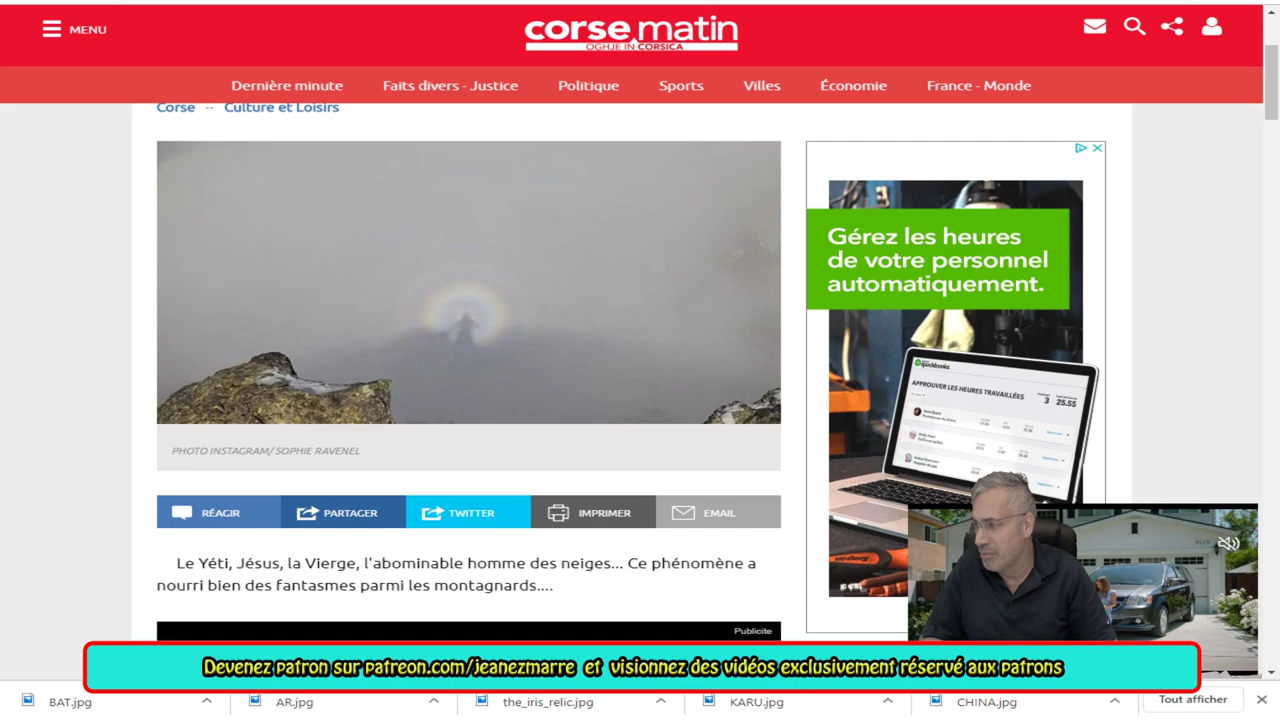 MENU
corse matin
OGHJE IN CORSICA
Dernière minute
Faits divers - Justice
Politique
Sports
Villes
Économie
France - Monde
Corse -- Culture et Loisirs
Gérez les heures
de votre personnel
automatiquement.
quickbooks
APPROUVER LES HEURES TRAVAILLÉES
3 25.55
PHOTO INSTAGRAM/ SOPHIE RAVENEL
RÉAGIR
PARTAGER
TWITTER
IMPRIMER
EMAIL
Le Yéti, Jésus, la Vierge, l'abominable homme des neiges... Ce phénomène a
nourri bien des fantasmes parmi les montagnards....
Publicite
Devenez patron sur patreon.com/jeanezmarre et visionnez des vidéos exclusivement réservé aux patrons
BAT.jpg
AR.jpg
the_iris_relic.jpg
KARU.jpg
CHINA.jpg
Tout afficher